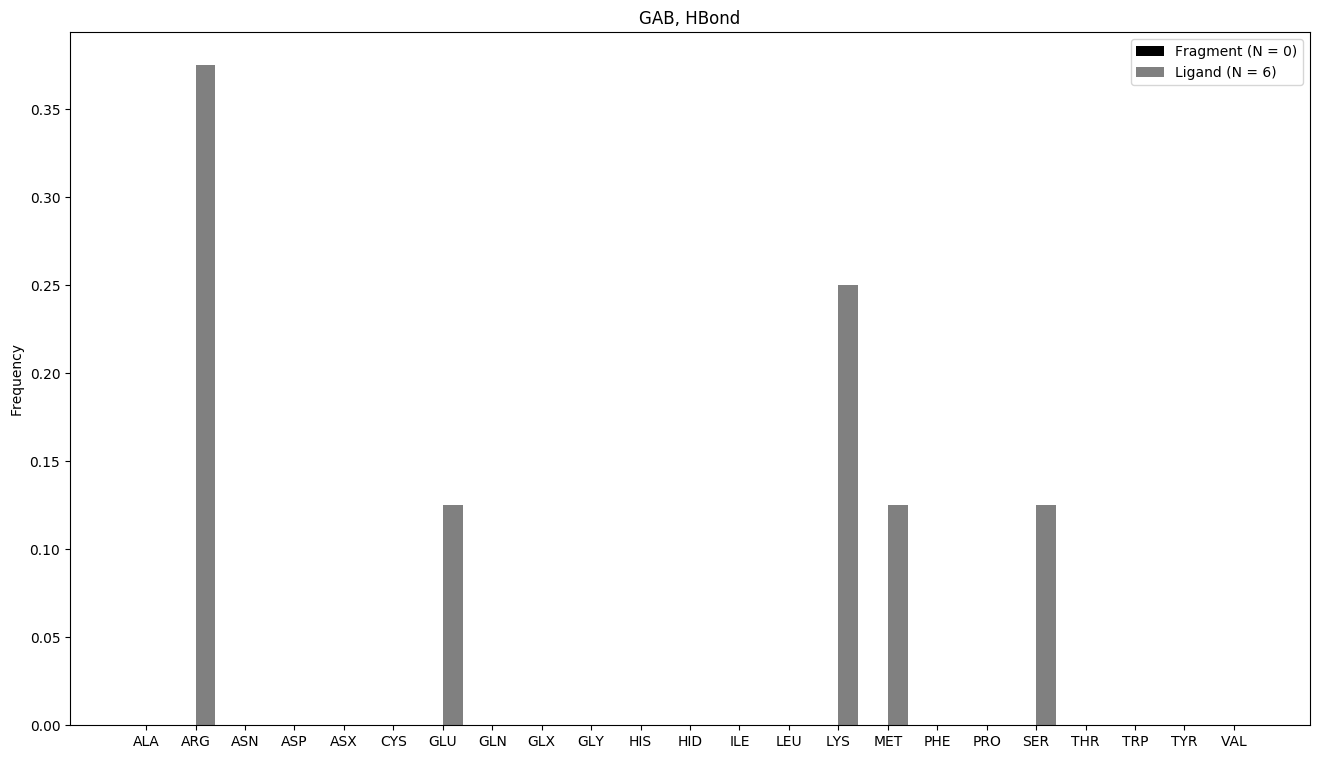 GAB, HBond
Fragment (N = 0)
Ligand (N = 6)
Frequency
0.35
0.30
0.25
0.20
0.15
0.10
0.05
0.00
ALA ARG ASN ASP ASX CYS GLU GLN GLX GLY HIS HID ILE LEU LYS MET PHE PRO SER THR TRP TYR VAL